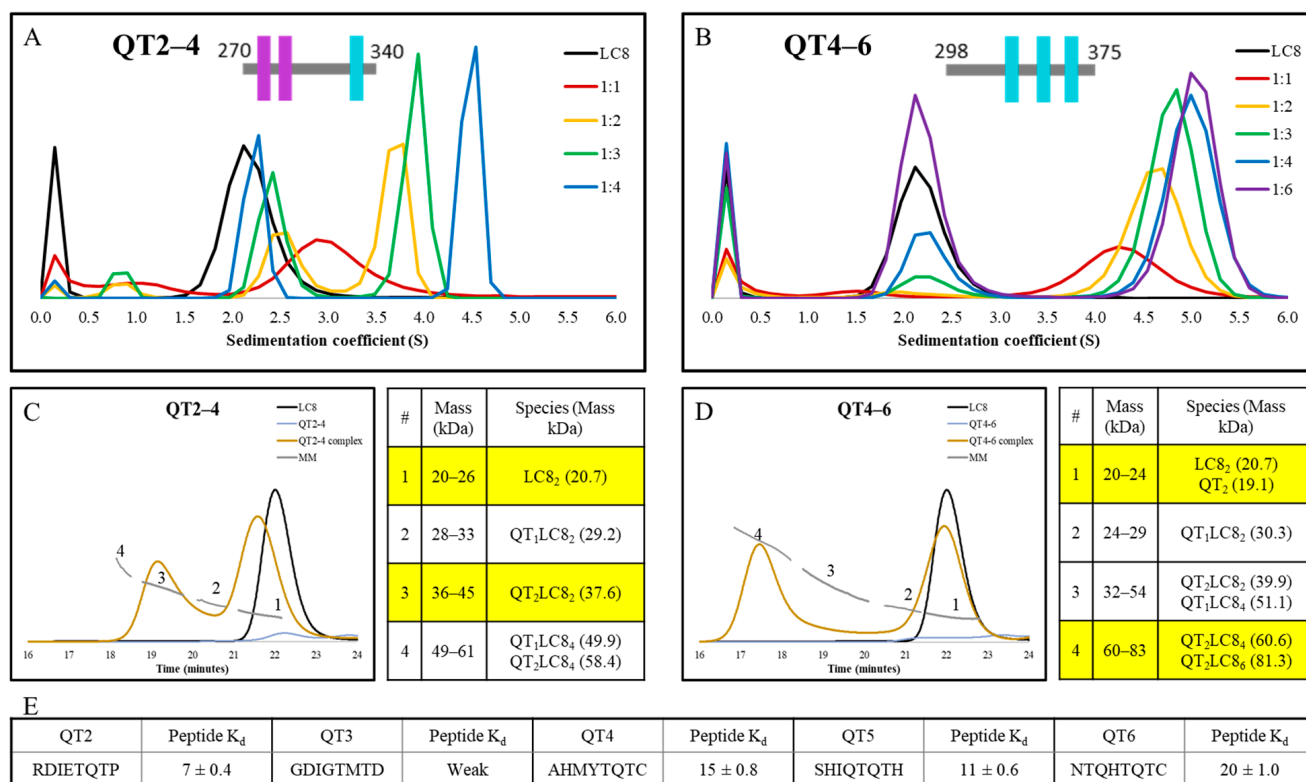 A
QT2–4
270
340
LC8
1:1
1:2
1:3
1:4
0.0 0.5 1.0 1.5 2.0 2.5 3.0 3.5 4.0 4.5 5.0 5.5 6.0
Sedimentation coefficient (S)
B
QT4–6
298
375
LC8
1:1
1:2
1:3
1:4
1:6
0.0 0.5 1.0 1.5 2.0 2.5 3.0 3.5 4.0 4.5 5.0 5.5 6.0
Sedimentation coefficient (S)
C
QT2–4
LC8
QT2-4
QT2-4 complex
MM
4
3
2
1
16 17 18 19 20 21 22 23 24
Time (minutes)
# Mass (kDa) Species (Mass kDa)
1 20–26 LC8₂ (20.7)
2 28–33 QT₁LC8₂ (29.2)
3 36–45 QT₂LC8₂ (37.6)
4 49–61 QT₁LC8₄ (49.9)
QT₂LC8₄ (58.4)
D
QT4–6
LC8
QT4-6
QT4-6 complex
MM
4
3
2
1
16 17 18 19 20 21 22 23 24
Time (minutes)
# Mass (kDa) Species (Mass kDa)
1 20–24 LC8₂ (20.7)
QT₂ (19.1)
2 24–29 QT₁LC8₂ (30.3)
3 32–54 QT₂LC8₂ (39.9)
QT₁LC8₄ (51.1)
4 60–83 QT₂LC8₄ (60.6)
QT₂LC8₆ (81.3)
E
QT2 Peptide Kd QT3 Peptide Kd QT4 Peptide Kd QT5 Peptide Kd QT6 Peptide Kd
RDIETQTP 7 ± 0.4 GDIGTMTD Weak AHMYTQTC 15 ± 0.8 SHIQTQTH 11 ± 0.6 NTQHTQTC 20 ± 1.0